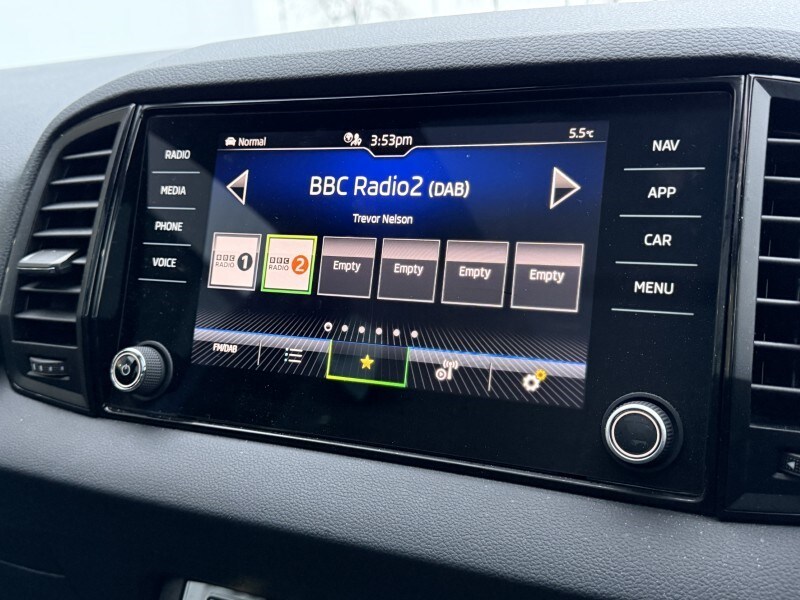 Normal
3:53pm
5.5°C
RADIO
MEDIA
PHONE
VOICE
BBC Radio2 (DAB)
Trevor Nelson
BBC RADIO 1
BBC RADIO 2
Empty
Empty
Empty
Empty
FM/DAB
NAV
APP
CAR
MENU